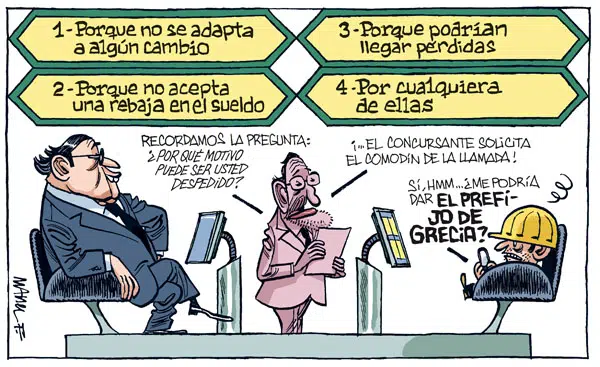 1-Porque no se adapta
a algún cambio
3-Porque podrían
llegar pérdidas
2-Porque no acepta
una rebaja en el sueldo
4-Por cualquiera
de ellas
RECORDAMOS LA PREGUNTA:
¿POR QUÉ MOTIVO
PUEDE SER USTED
DESPEDIDO?
¡...EL CONCURSANTE SOLICITA
EL COMODÍN DE LA LLAMADA!
SÍ, HMM...¿ME PODRÍA
DAR EL PREFI-
JO DE
GRECIA?
MANEL F.